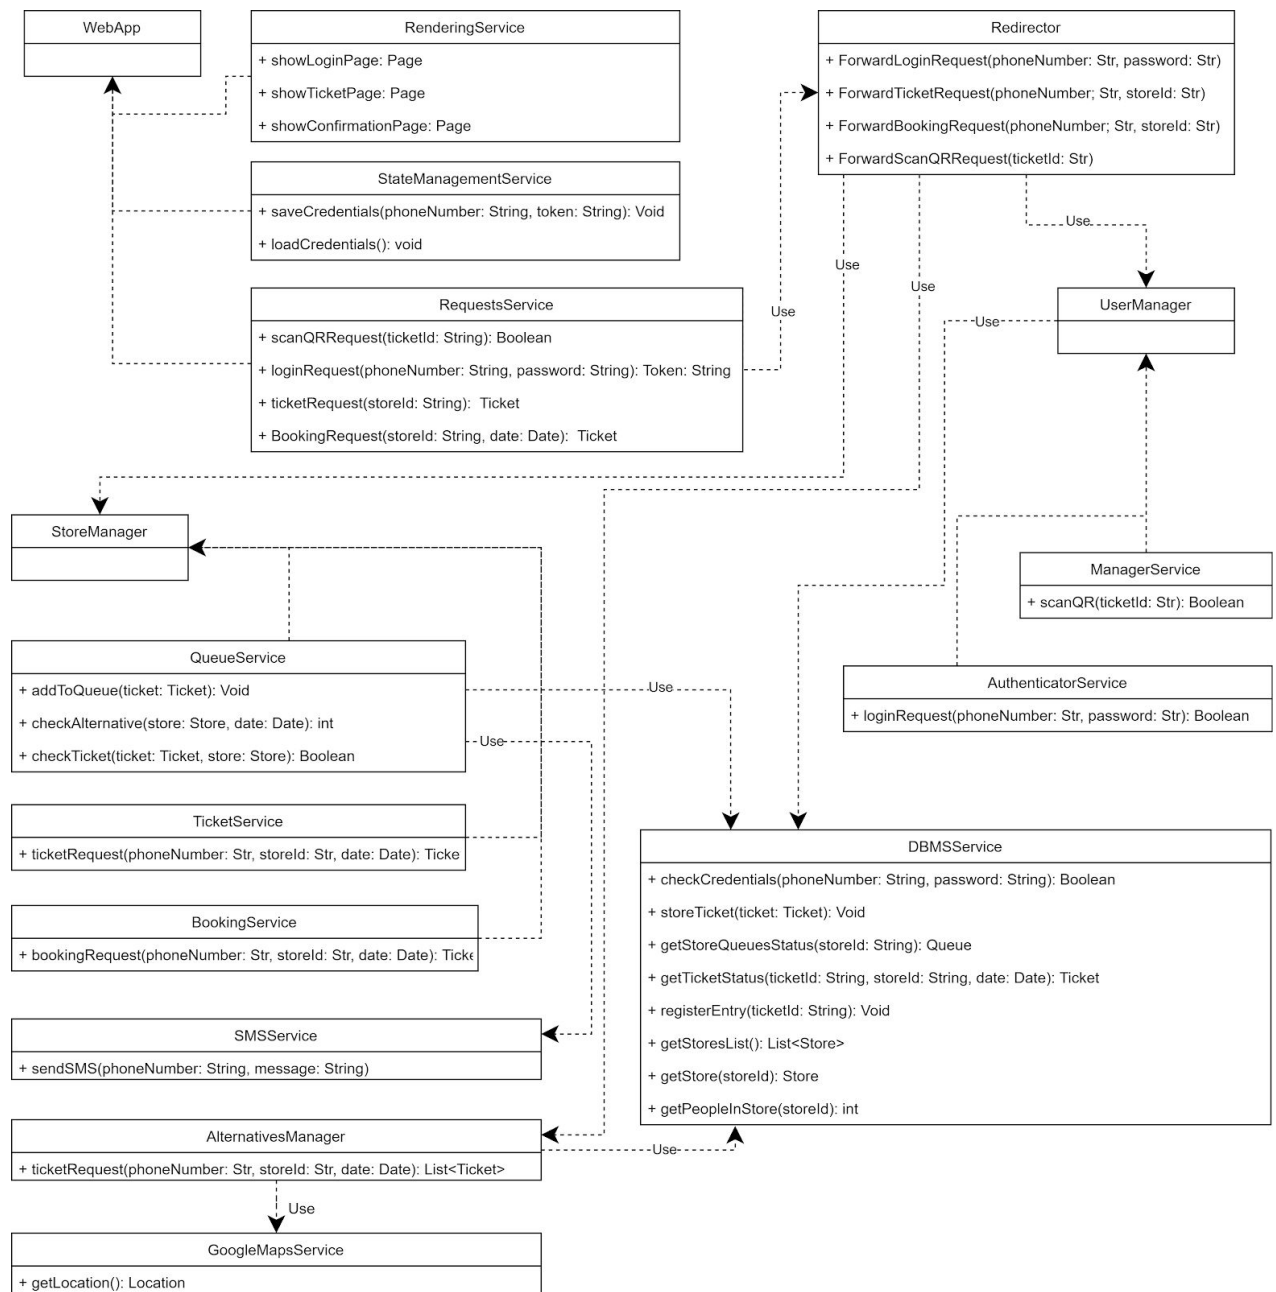 WebApp
RenderingService
+ showLoginPage: Page
+ showTicketPage: Page
+ showConfirmationPage: Page
Redirector
+ ForwardLoginRequest(phoneNumber: Str, password: Str)
+ ForwardTicketRequest(phoneNumber; Str, storeId: Str)
+ ForwardBookingRequest(phoneNumber; Str, storeId: Str)
+ ForwardScanQRRequest(ticketId: Str)
StateManagementService
+ saveCredentials(phoneNumber: String, token: String): Void
+ loadCredentials(): void
Use
Use
Use
RequestsService
+ scanQRRequest(ticketId: String): Boolean
+ loginRequest(phoneNumber: String, password: String): Token: String
+ ticketRequest(storeId: String): Ticket
+ BookingRequest(storeId: String, date: Date): Ticket
Use
Use
UserManager
StoreManager
ManagerService
+ scanQR(ticketId: Str): Boolean
QueueService
+ addToQueue(ticket: Ticket): Void
+ checkAlternative(store: Store, date: Date): int
+ checkTicket(ticket: Ticket, store: Store): Boolean
Use
Use
AuthenticatorService
+ loginRequest(phoneNumber: Str, password: Str): Boolean
TicketService
+ ticketRequest(phoneNumber: Str, storeId: Str, date: Date): Ticke
BookingService
+ bookingRequest(phoneNumber: Str, storeId: Str, date: Date): Ticke
DBMSService
+ checkCredentials(phoneNumber: String, password: String): Boolean
+ storeTicket(ticket: Ticket): Void
+ getStoreQueuesStatus(storeId: String): Queue
+ getTicketStatus(ticketId: String, storeId: String, date: Date): Ticket
+ registerEntry(ticketId: String): Void
+ getStoresList(): List<Store>
+ getStore(storeId): Store
+ getPeopleInStore(storeId): int
SMSService
+ sendSMS(phoneNumber: String, message: String)
AlternativesManager
+ ticketRequest(phoneNumber: Str, storeId: Str, date: Date): List<Ticket>
Use
Use
GoogleMapsService
+ getLocation(): Location